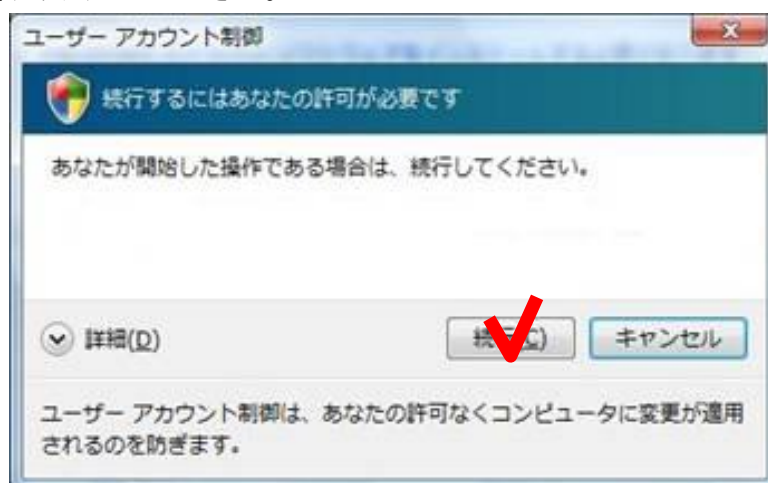 ユーザー アカウント制御
続行するにはあなたの許可が必要です
あなたが開始した操作である場合は、続行してください。
詳細(D)
キャンセル
ユーザー アカウント制御は、あなたの許可なくコンピュータに変更が適用
されるのを防ぎます。